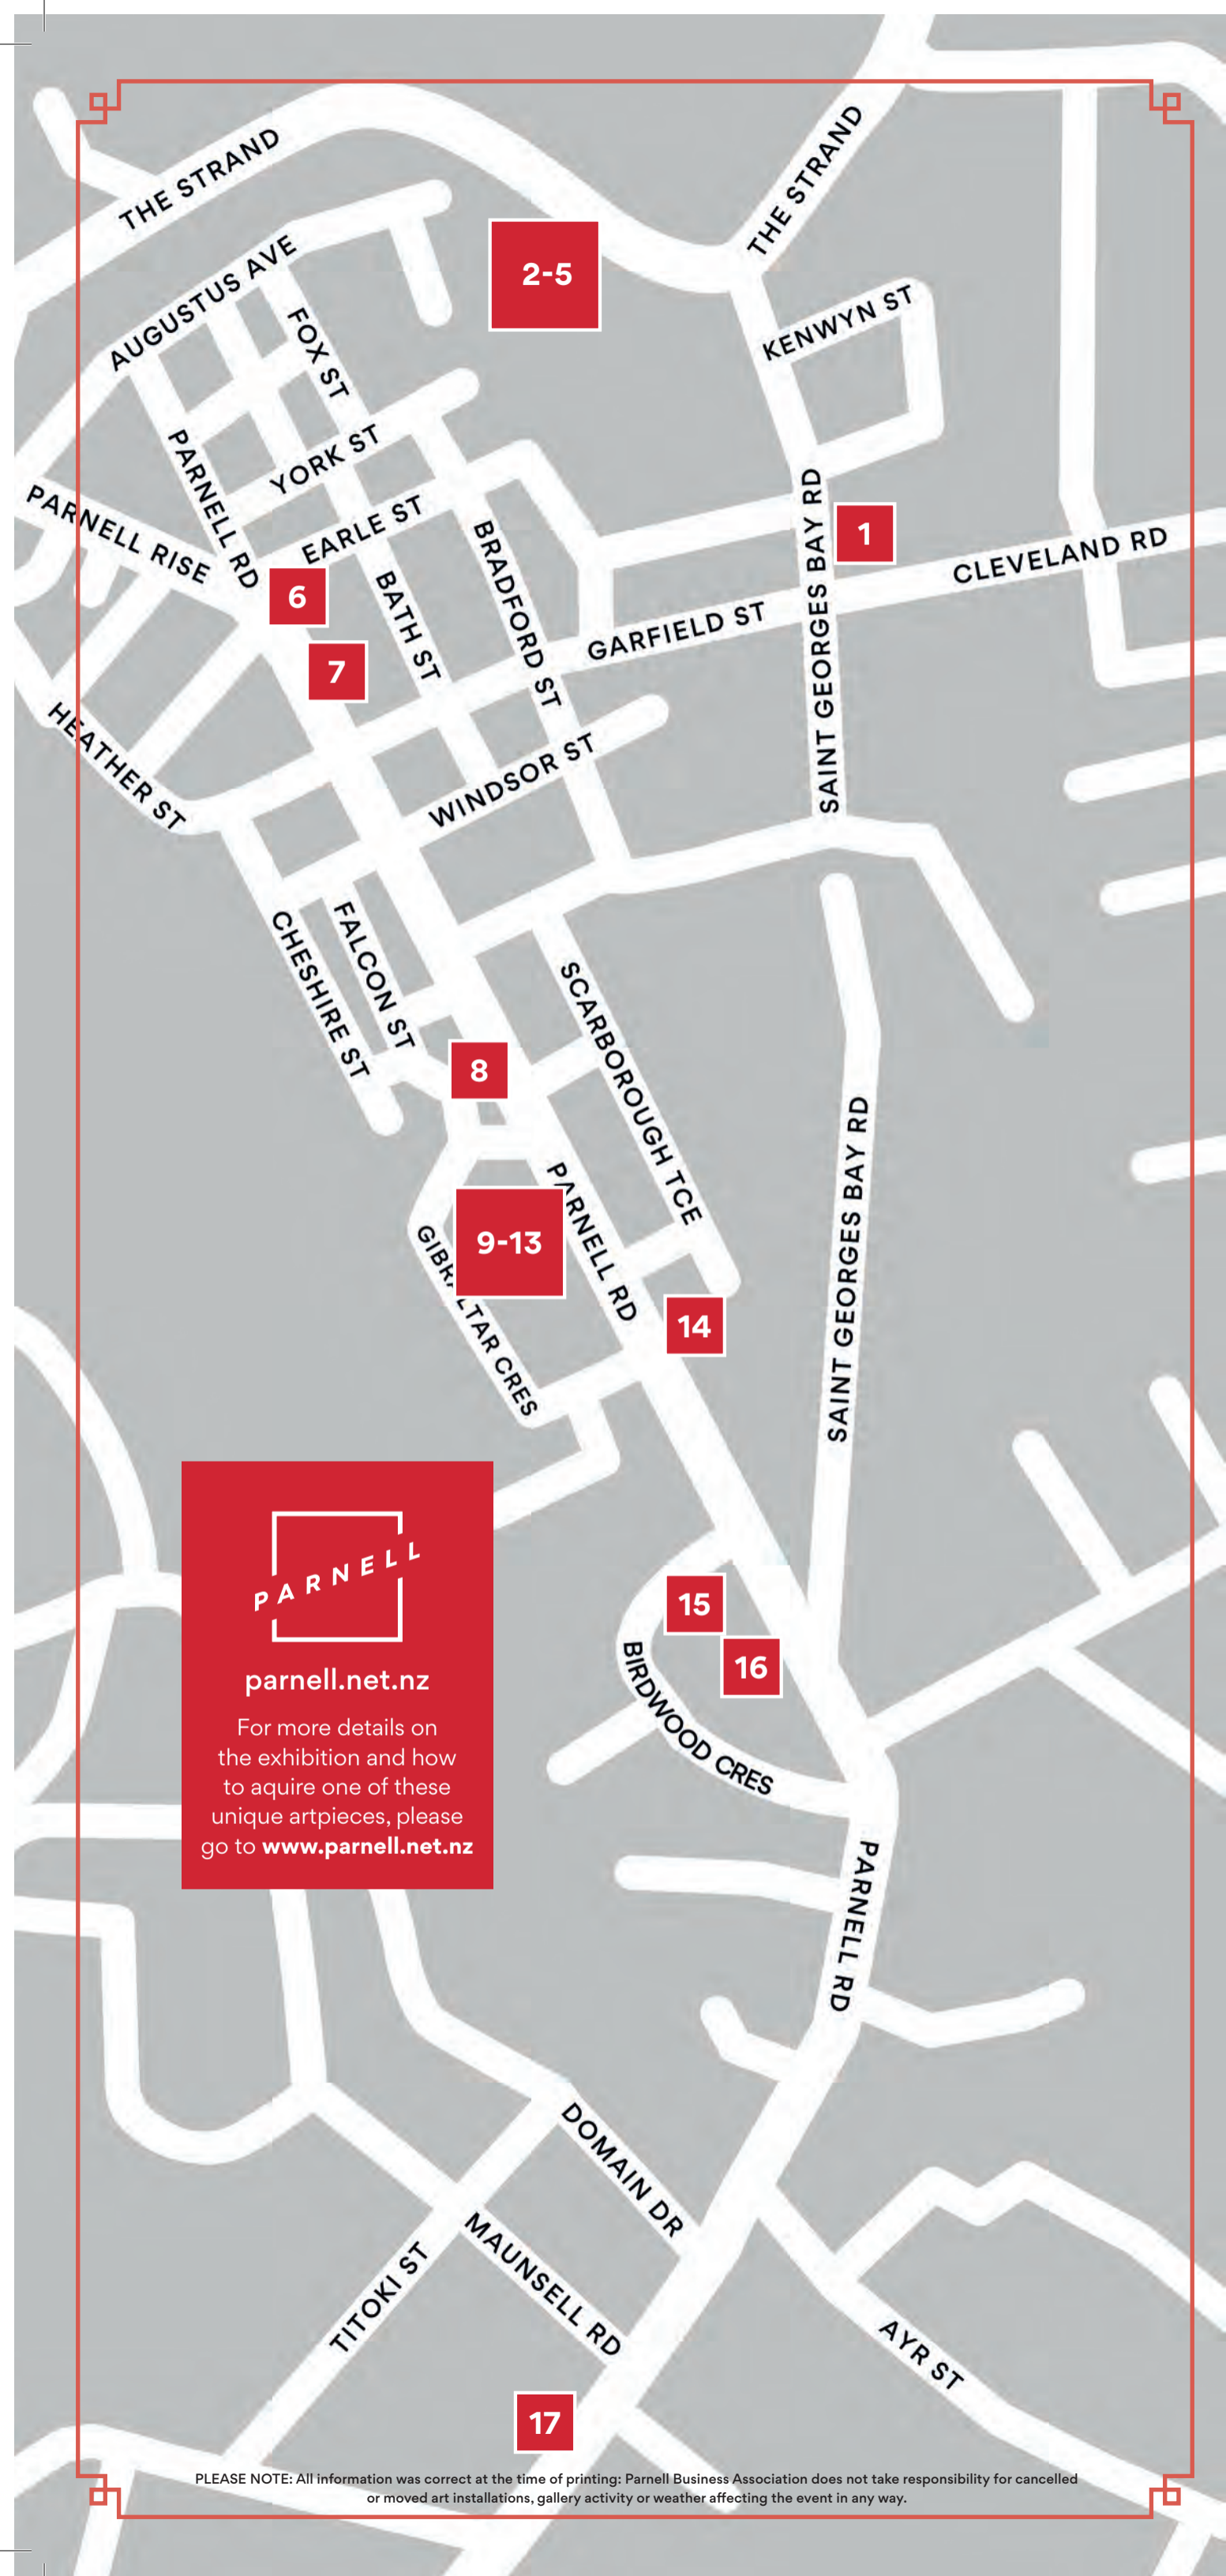 THE STRAND
THE STRAND
AUGUSTUS AVE
2-5
KENWYN ST
FOX ST
YORK ST
PARNELL RD
PARNELL RISE
EARLE ST
SAINT GEORGES BAY RD
1
CLEVELAND RD
BRADFORD ST
6
BATH ST
GARFIELD ST
7
HEATHER ST
WINDSOR ST
CHESHIRE ST
FALCON ST
SCARBOROUGH TCE
8
SAINT GEORGES BAY RD
PARNELL RD
9-13
GIBRALTAR CRES
14
PARNELL
parnell.net.nz
For more details on
the exhibition and how
to aquire one of these
unique artpieces, please
go to www.parnell.net.nz
15
16
BIRDWOOD CRES
PARNELL RD
DOMAIN DR
MAUNSELL RD
TITOKI ST
AYR ST
17
PLEASE NOTE: All information was correct at the time of printing: Parnell Business Association does not take responsibility for cancelled
or moved art installations, gallery activity or weather affecting the event in any way.